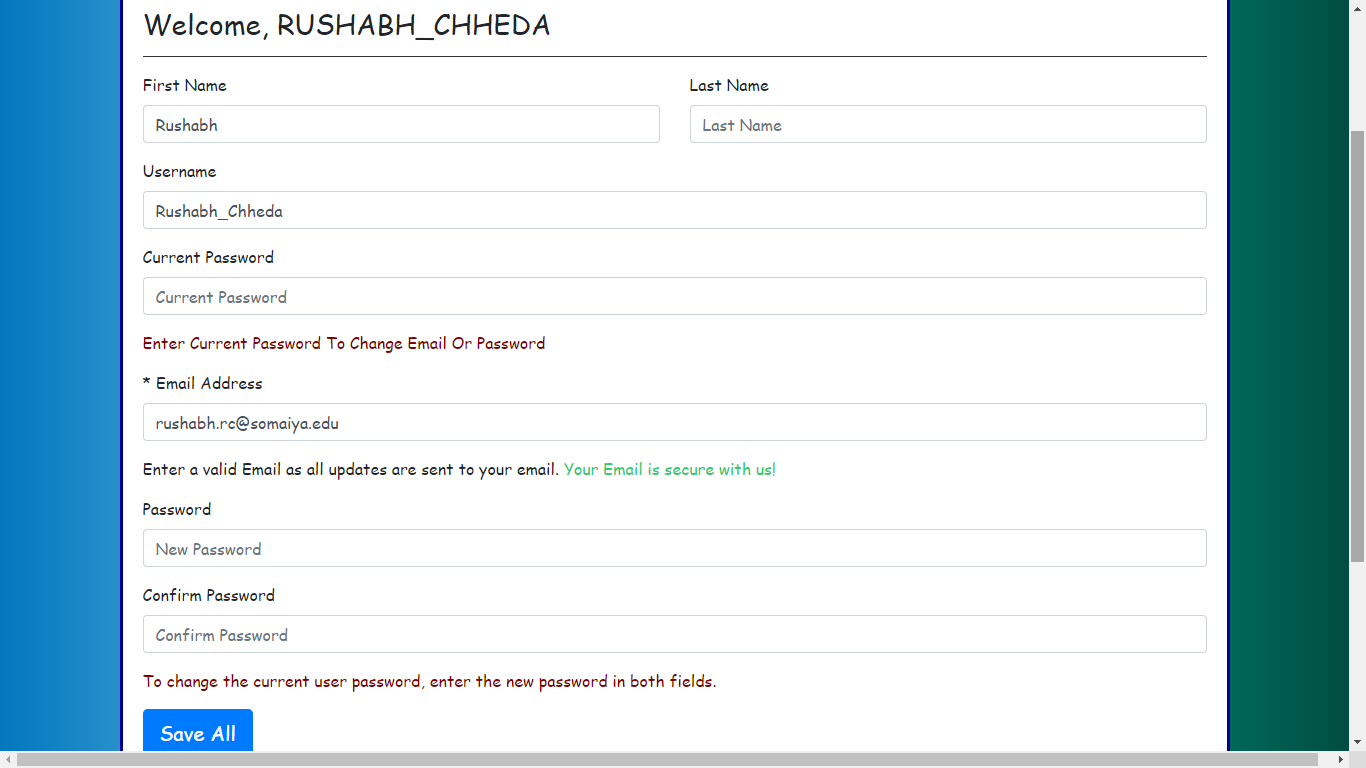 Welcome, RUSHABH_CHHEDA
First Name
Last Name
Rushabh
Last Name
Username
Rushabh_Chheda
Current Password
Current Password
Enter Current Password To Change Email Or Password
* Email Address
rushabh.rc@somaiya.edu
Enter a valid Email as all updates are sent to your email. Your Email is secure with us!
Password
New Password
Confirm Password
Confirm Password
To change the current user password, enter the new password in both fields.
Save All